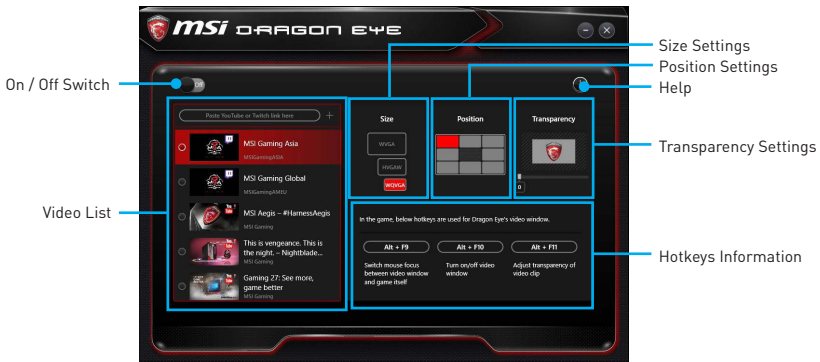 msi DRAGON EYE
Size Settings
Position Settings
Help
On / Off Switch
Off
Paste YouTube or Twitch link here
MSI Gaming Asia
MSIGamingASIA
MSI Gaming Global
MSIGamingAMEU
MSI Aegis – #HarnessAegis
MSI Gaming
This is vengeance. This is
the night. – Nightblade...
MSI Gaming
Gaming 27: See more,
game better
MSI Gaming
Video List
Size
WVGA
HVGAW
WQVGA
Position
Transparency
0
Transparency Settings
In the game, below hotkeys are used for Dragon Eye's video window.
Alt + F9
Switch mouse focus
between video window
and game itself
Alt + F10
Turn on/off video
window
Alt + F11
Adjust transparency of
video clip
Hotkeys Information